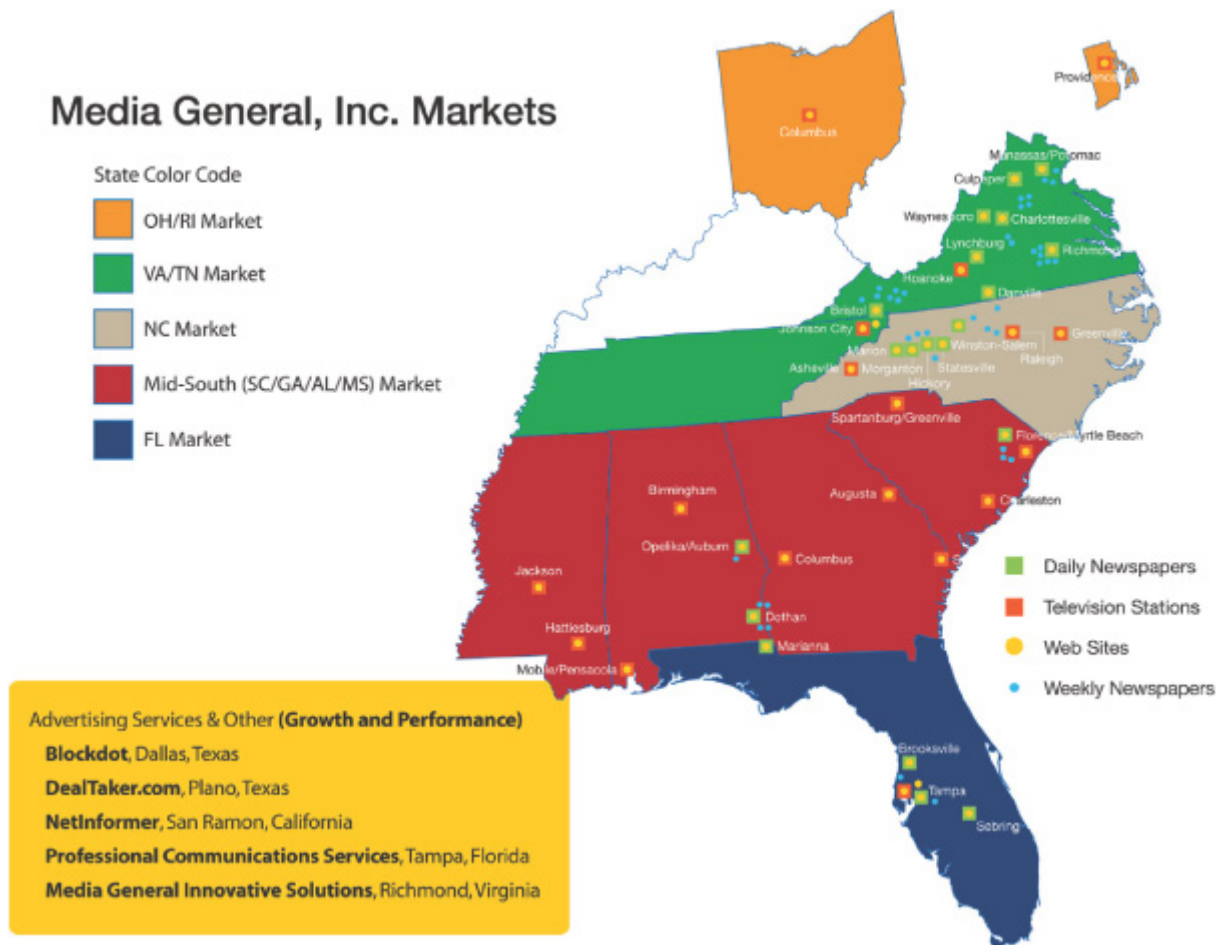 Media General, Inc. Markets
State Color Code
OH/RI Market
VA/TN Market
NC Market
Mid-South (SC/GA/AL/MS) Market
FL Market
Columbus
Providence
Manassas/Potomac
Culpeper
Waynesboro
Charlottesville
Lynchburg
Richmond
Roanoke
Danville
Bristol
Johnson City
Marion
Winston-Salem
Greenville
Raleigh
Asheville
Morganton
Statesville
Hickory
Spartanburg/Greenville
Florence/Myrtle Beach
Birmingham
Augusta
Charleston
Opelika/Auburn
Columbus
S
Jackson
Dothan
Hattiesburg
Marianna
Mobile/Pensacola
Brooksville
Tampa
Sebring
Daily Newspapers
Television Stations
Web Sites
Weekly Newspapers
Advertising Services & Other (Growth and Performance)
Blockdot, Dallas, Texas
DealTaker.com, Plano, Texas
NetInformer, San Ramon, California
Professional Communications Services, Tampa, Florida
Media General Innovative Solutions, Richmond, Virginia